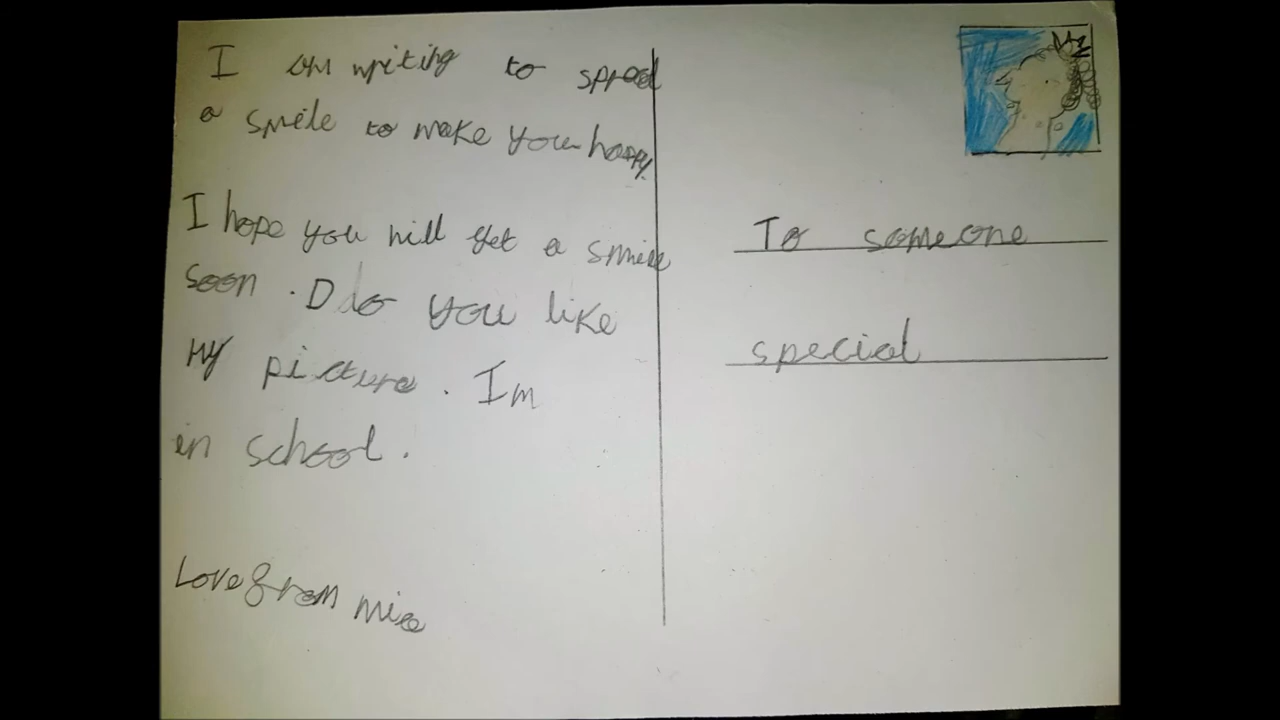 I am writing to spread
a smile to make you happy.
I hope you will get a smile
soon . D do you like
My picture . Im
in school .
Love from
To someone
special